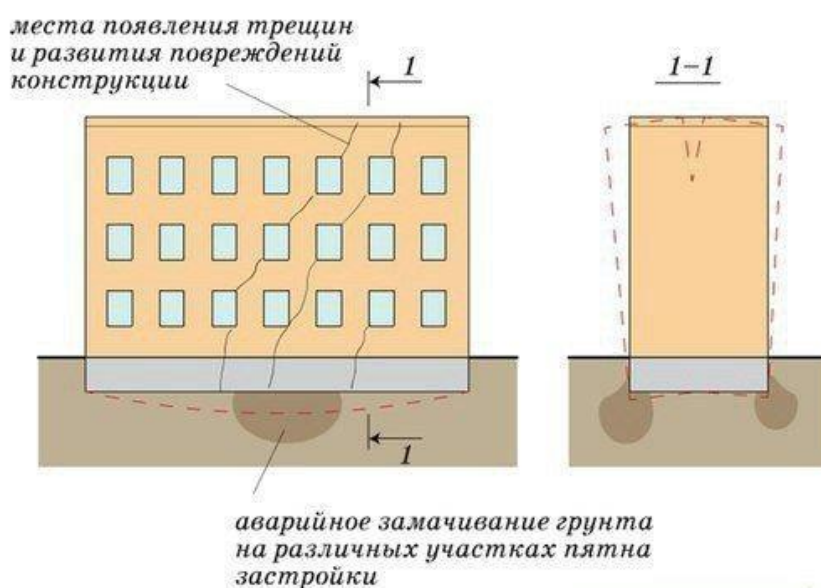 места появления трещин
и развития повреждений
конструкции
1
1–1
1
аварийное замачивание грунта
на различных участках пятна
застройки